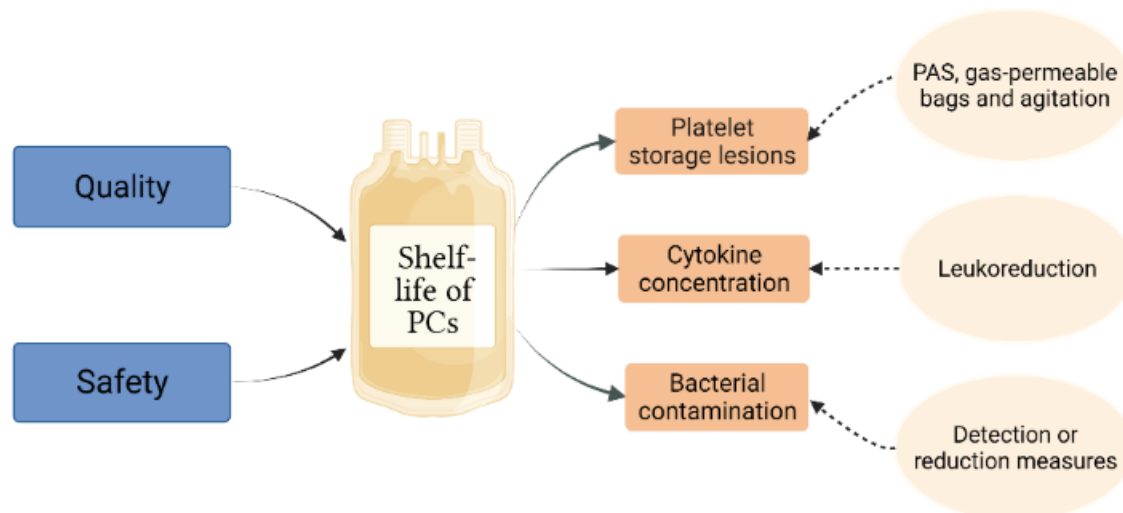 Quality
Safety
Shelf-
life of
PCs
Platelet
storage lesions
Cytokine
concentration
Bacterial
contamination
PAS, gas-permeable
bags and agitation
Leukoreduction
Detection or
reduction measures